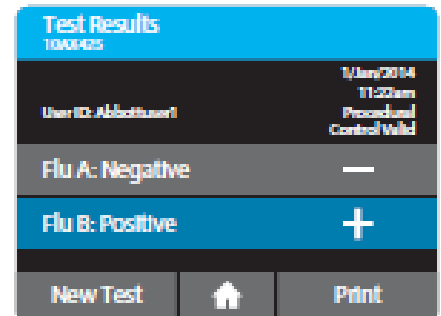 Test Results
10AX425
1/Jan/2014
11:22am
User ID: Abbottuser1
Procedural
Control Valid
Flu A: Negative −
Flu B: Positive +
New Test
Print